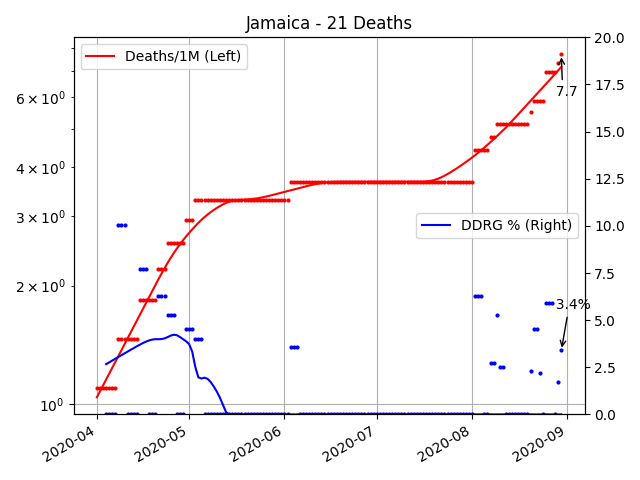 Jamaica - 21 Deaths
Deaths/1M (Left)
DDRG % (Right)
7.7
3.4%
6 × 10⁰
4 × 10⁰
3 × 10⁰
2 × 10⁰
10⁰
20.0
17.5
15.0
12.5
10.0
7.5
5.0
2.5
0.0
2020-04
2020-05
2020-06
2020-07
2020-08
2020-09